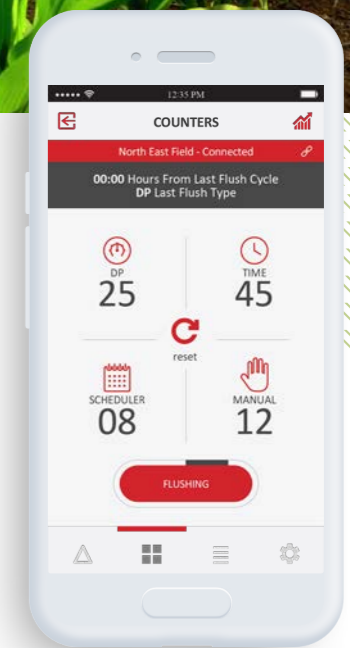 12:35 PM
COUNTERS
North East Field - Connected
00:00 Hours From Last Flush Cycle
DP Last Flush Type
DP
25
TIME
45
reset
SCHEDULER
08
MANUAL
12
FLUSHING